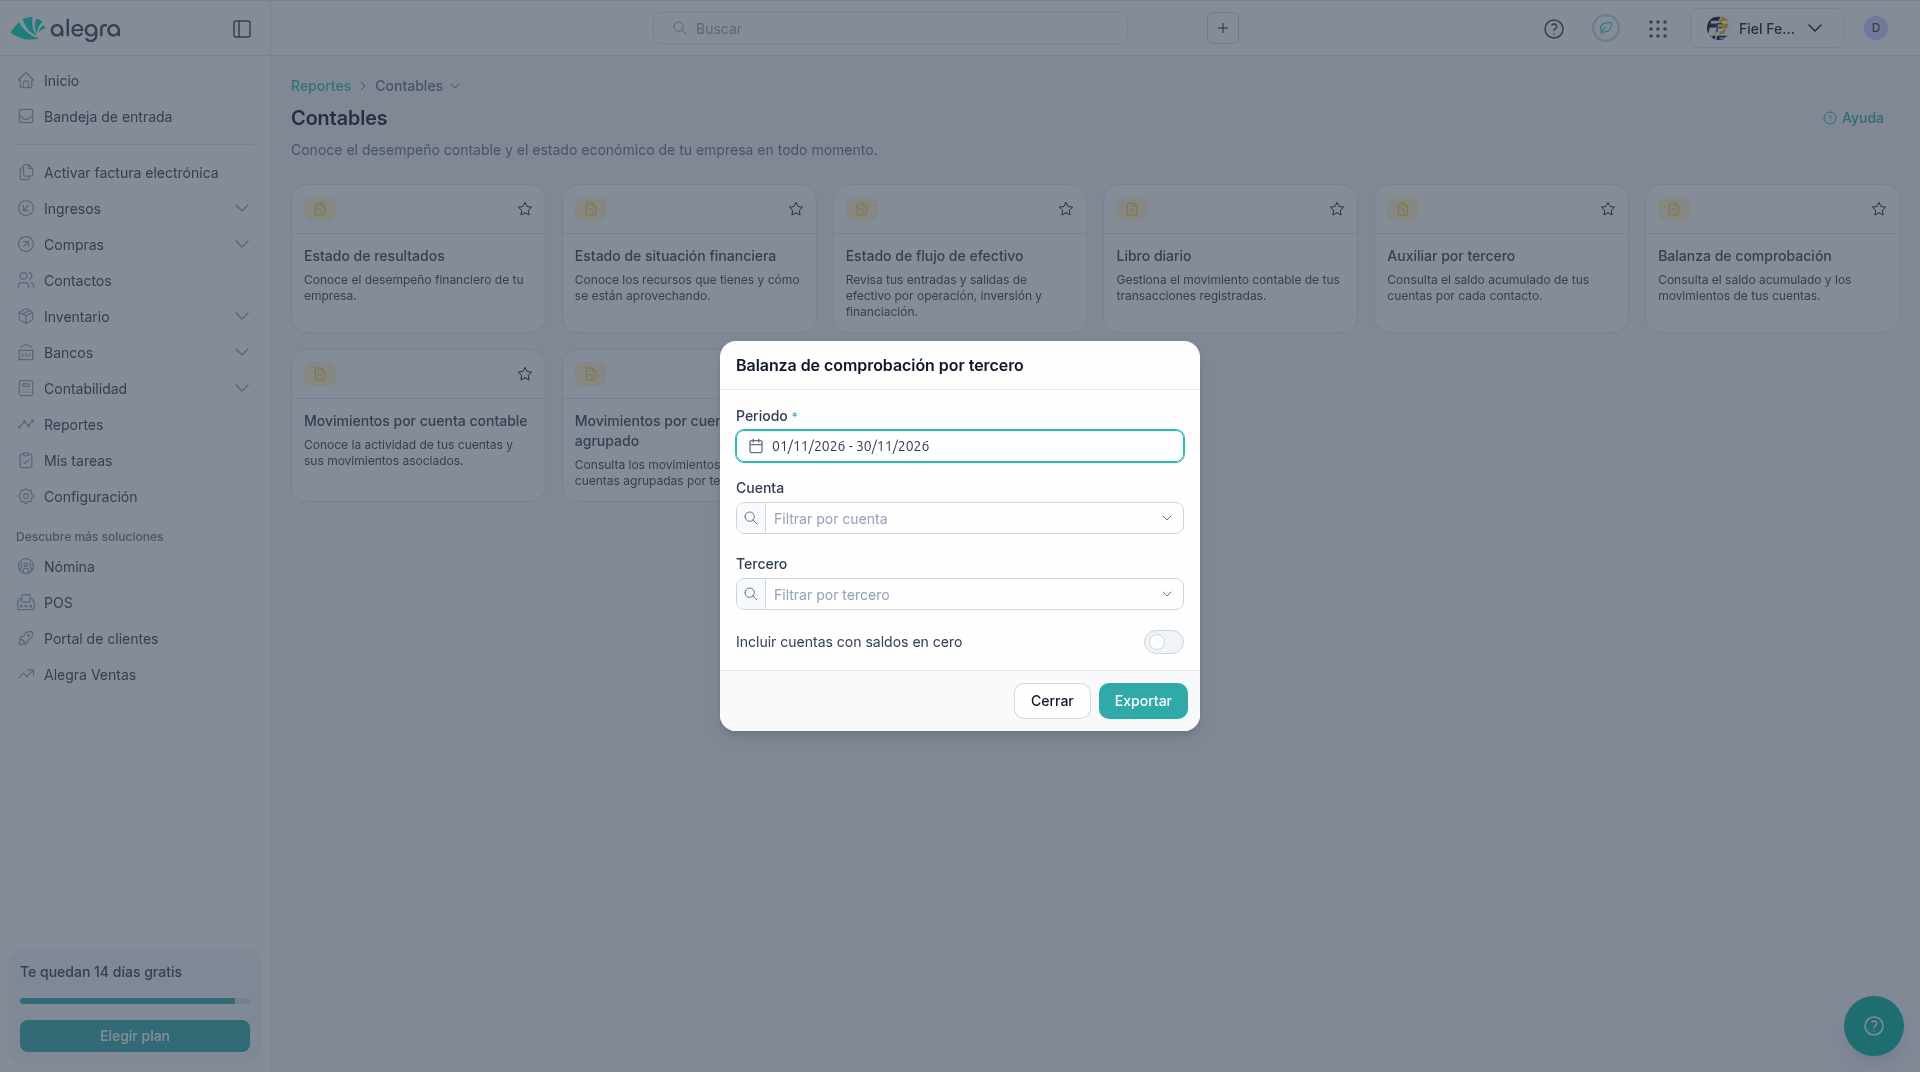 alegra
Buscar
Fiel Fe...
D
Inicio
Bandeja de entrada
Activar factura electrónica
Ingresos
Compras
Contactos
Inventario
Bancos
Contabilidad
Reportes
Mis tareas
Configuración
Descubre más soluciones
Nómina
POS
Portal de clientes
Alegra Ventas
Te quedan 14 días gratis
Elegir plan
Reportes > Contables
Contables
Ayuda
Conoce el desempeño contable y el estado económico de tu empresa en todo momento.
Estado de resultados
Conoce el desempeño financiero de tu
empresa.
Estado de situación financiera
Conoce los recursos que tienes y cómo
se están aprovechando.
Estado de flujo de efectivo
Revisa tus entradas y salidas de
efectivo por operación, inversión y
financiación.
Libro diario
Gestiona el movimiento contable de tus
transacciones registradas.
Auxiliar por tercero
Consulta el saldo acumulado de tus
cuentas por cada contacto.
Balanza de comprobación
Consulta el saldo acumulado y los
movimientos de tus cuentas.
Movimientos por cuenta contable
Conoce la actividad de tus cuentas y
sus movimientos asociados.
Movimientos por cuen
agrupado
Consulta los movimientos
cuentas agrupadas por te
Balanza de comprobación por tercero
Periodo *
01/11/2026 - 30/11/2026
Cuenta
Filtrar por cuenta
Tercero
Filtrar por tercero
Incluir cuentas con saldos en cero
Cerrar
Exportar